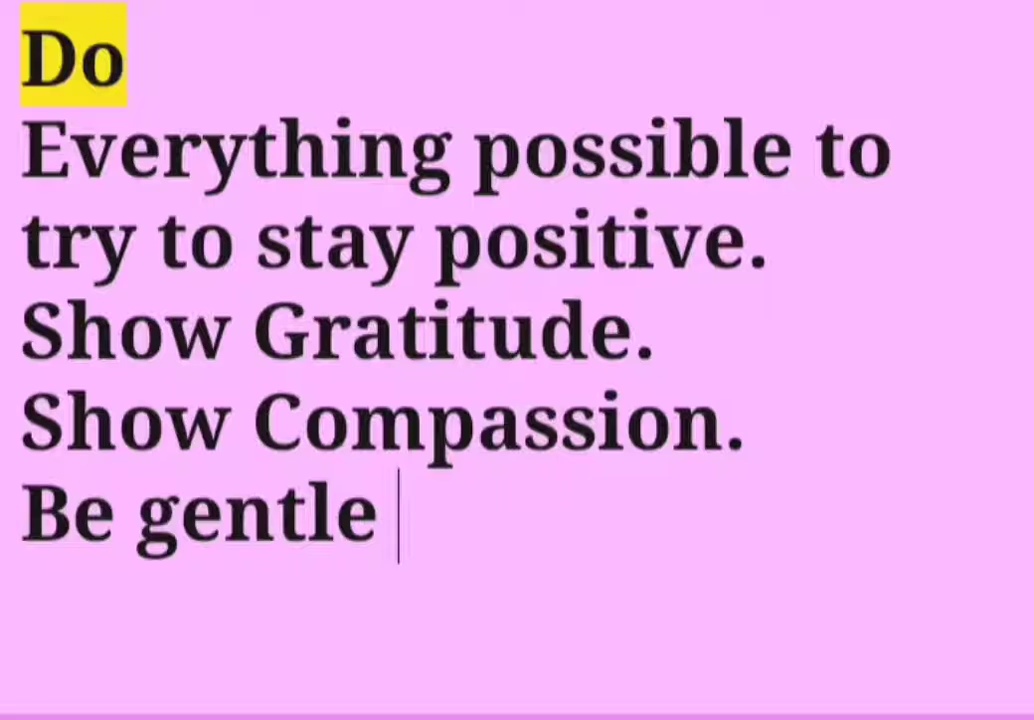 Do
Everything possible to
try to stay positive.
Show Gratitude.
Show Compassion.
Be gentle